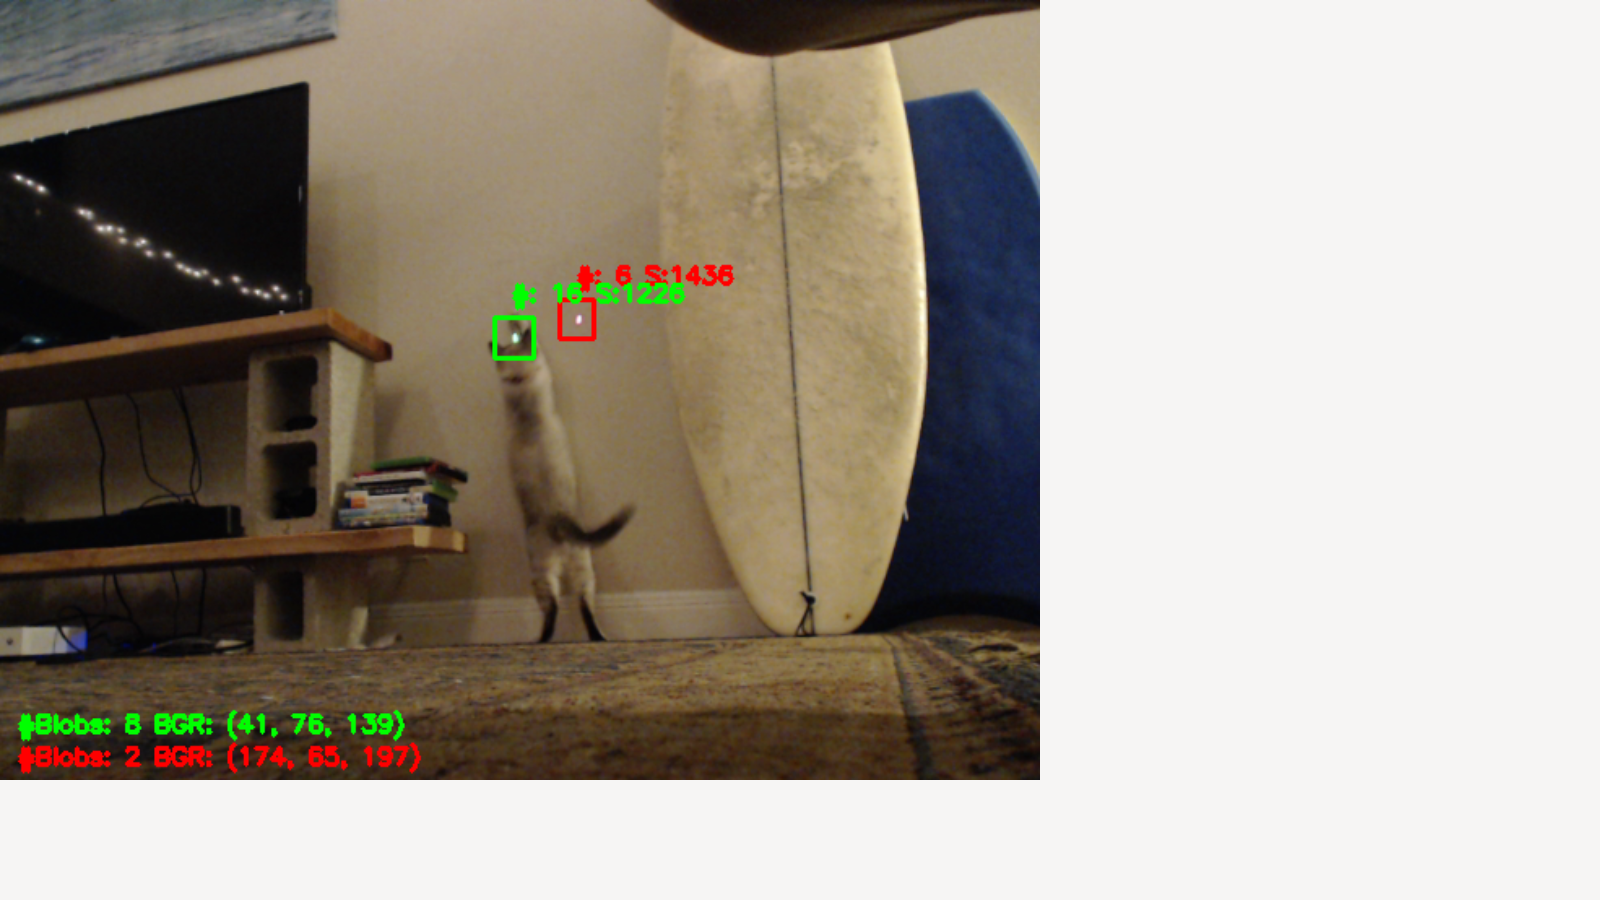 #: 6 S:1436
#: 16 S:1226
#Blobs: 8 BGR: (41, 76, 139)
#Blobs: 2 BGR: (174, 65, 197)